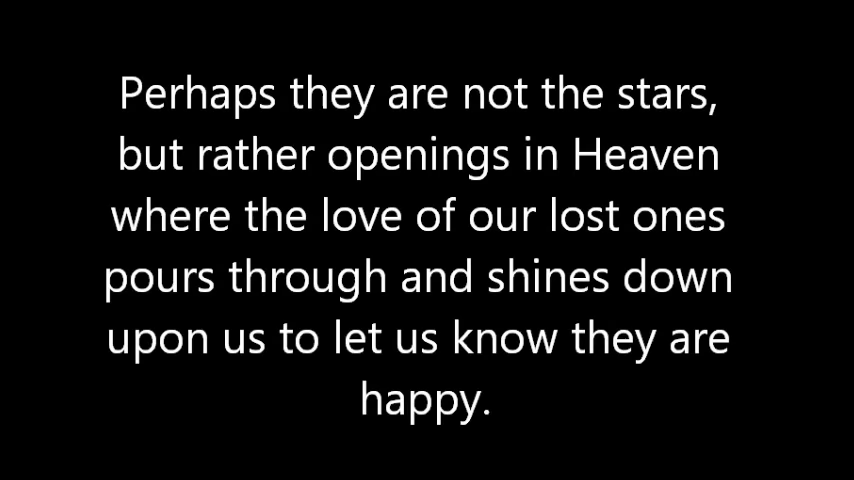 Perhaps they are not the stars,
but rather openings in Heaven
where the love of our lost ones
pours through and shines down
upon us to let us know they are
happy.